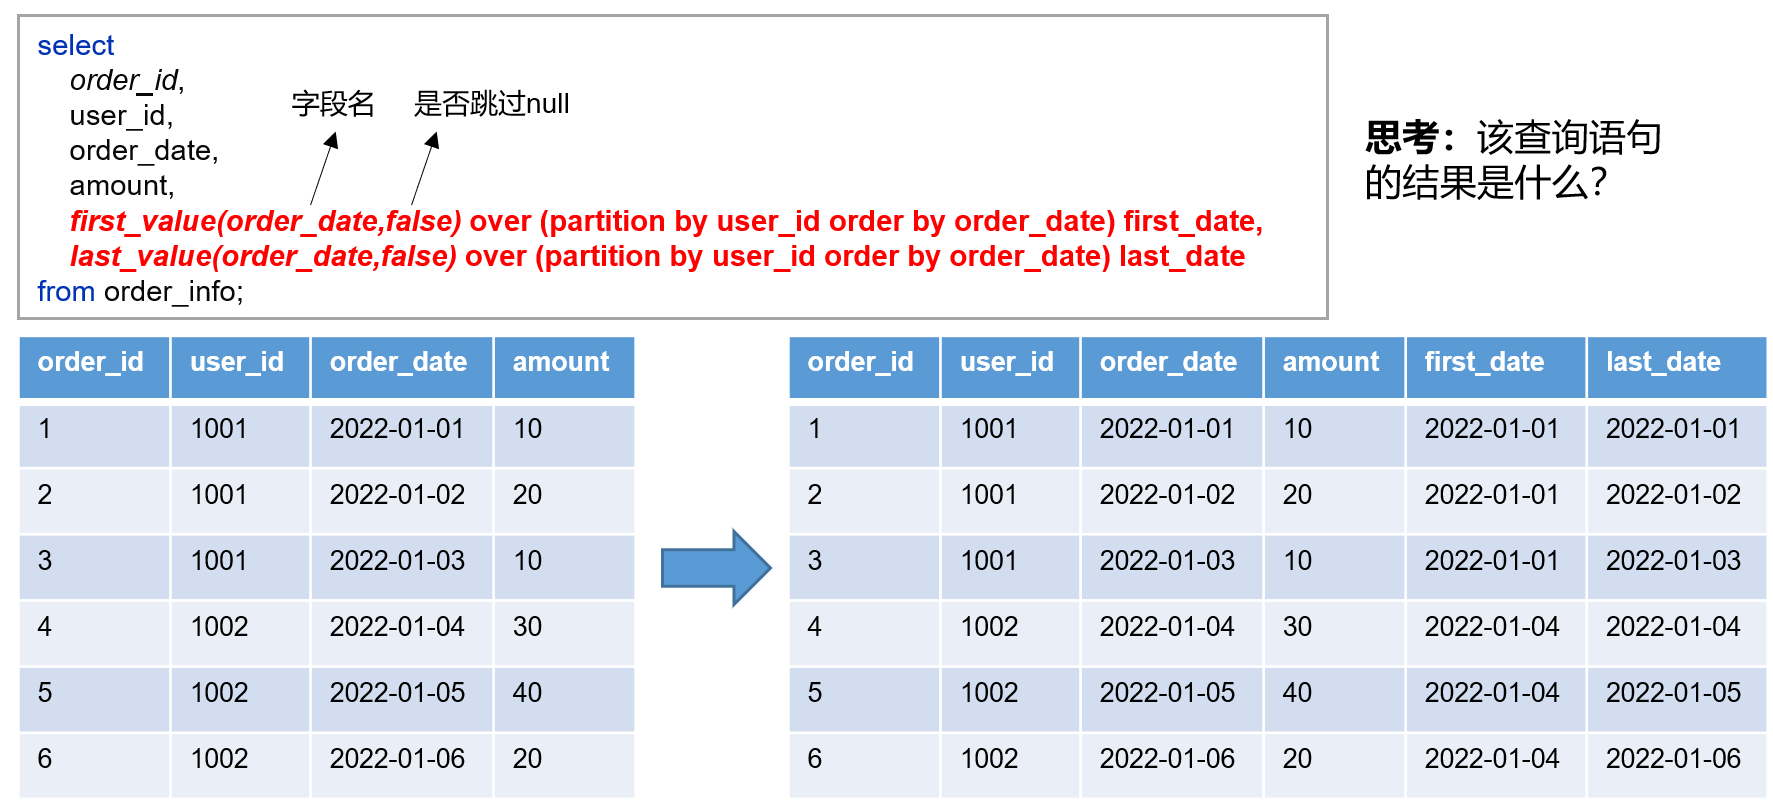 select
order_id,
user_id,
字段名 是否跳过null
order_date,
amount,
first_value(order_date,false) over (partition by user_id order by order_date) first_date,
last_value(order_date,false) over (partition by user_id order by order_date) last_date
from order_info;
思考：该查询语句
的结果是什么？
order_id user_id order_date amount
1 1001 2022-01-01 10
2 1001 2022-01-02 20
3 1001 2022-01-03 10
4 1002 2022-01-04 30
5 1002 2022-01-05 40
6 1002 2022-01-06 20
order_id user_id order_date amount first_date last_date
1 1001 2022-01-01 10 2022-01-01 2022-01-01
2 1001 2022-01-02 20 2022-01-01 2022-01-02
3 1001 2022-01-03 10 2022-01-01 2022-01-03
4 1002 2022-01-04 30 2022-01-04 2022-01-04
5 1002 2022-01-05 40 2022-01-04 2022-01-05
6 1002 2022-01-06 20 2022-01-04 2022-01-06